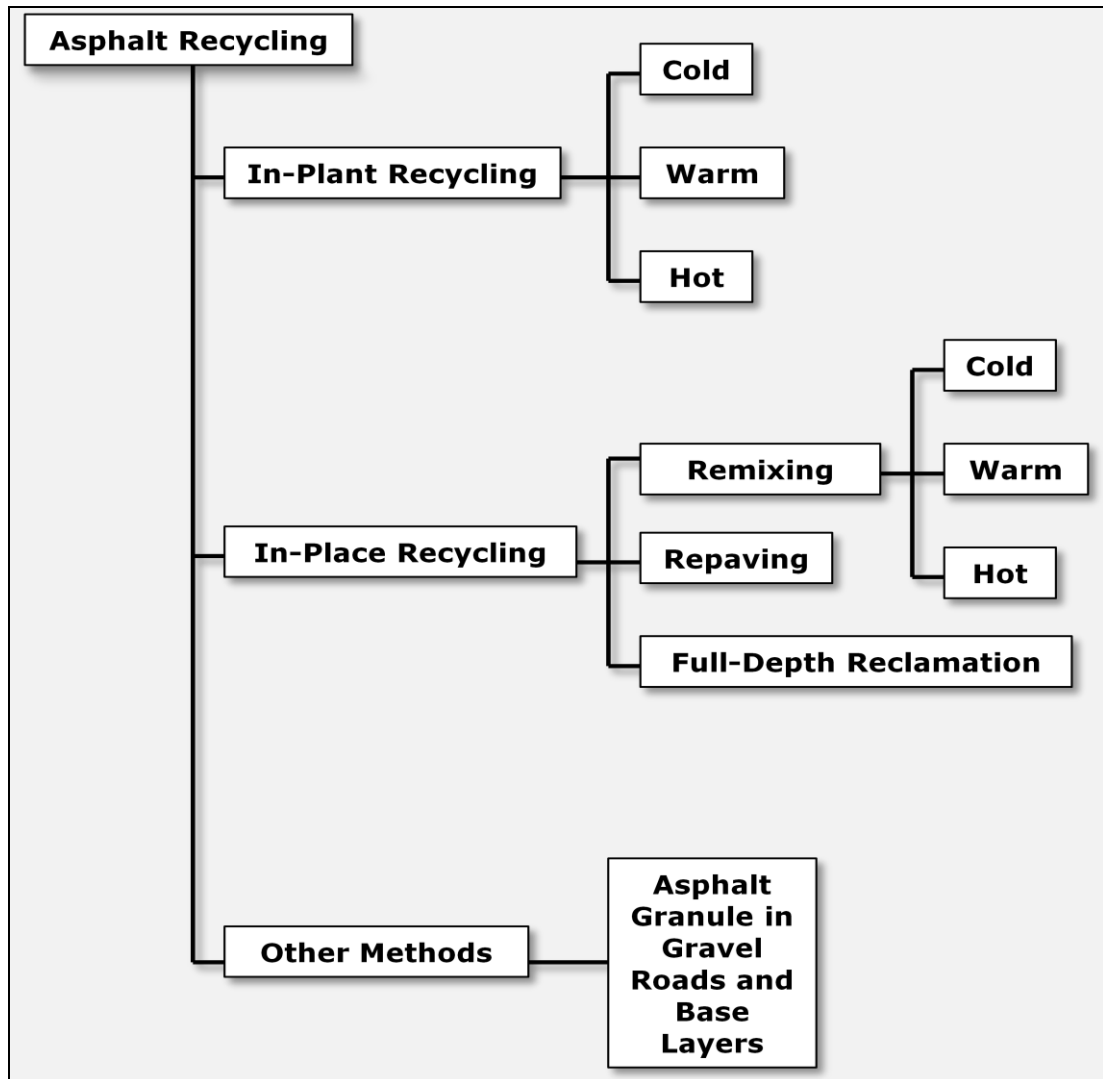 Asphalt Recycling
In-Plant Recycling
Cold
Warm
Hot
In-Place Recycling
Remixing
Cold
Warm
Hot
Repaving
Full-Depth Reclamation
Other Methods
Asphalt
Granule in
Gravel
Roads and
Base
Layers